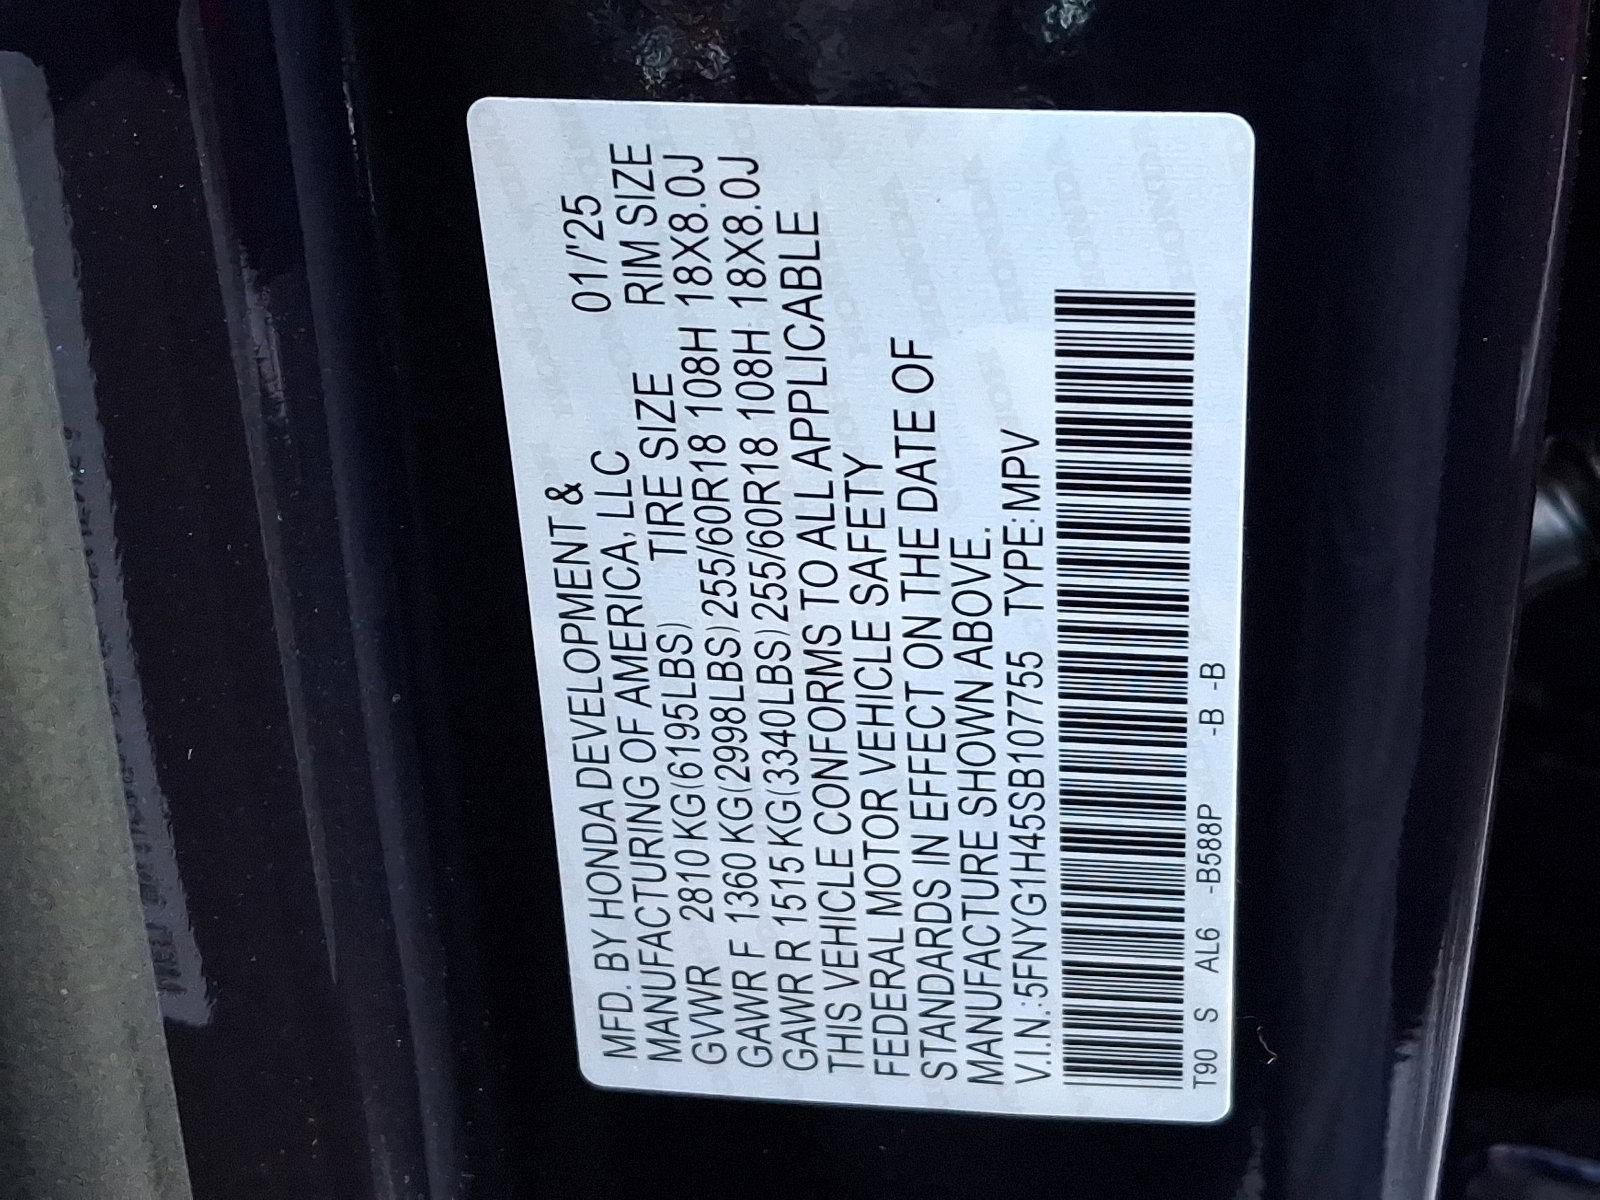 MFD. BY HONDA DEVELOPMENT & 01/'25
MANUFACTURING OF AMERICA, LLC RIM SIZE
TIRE SIZE
GVWR 2810 KG(6195LBS)
GAWR F 1360 KG(2998LBS) 255/60R18 108H 18X8.0J
GAWR R 1515 KG(3340LBS) 255/60R18 108H 18X8.0J
THIS VEHICLE CONFORMS TO ALL APPLICABLE
FEDERAL MOTOR VEHICLE SAFETY
STANDARDS IN EFFECT ON THE DATE OF
MANUFACTURE SHOWN ABOVE.
V.I.N.:5FNYG1H45SB107755 TYPE:MPV
T90 S AL6 -B588P -B -B